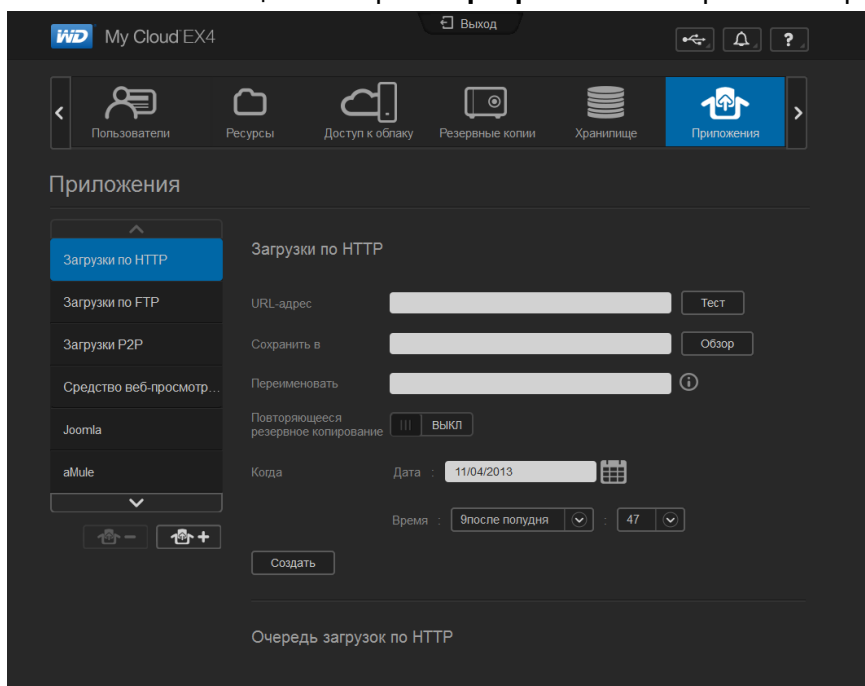 WD My Cloud EX4
Выход
?
Пользователи
Ресурсы
Доступ к облаку
Резервные копии
Хранилище
Приложения
Приложения
Загрузки по HTTP
Загрузки по FTP
Загрузки P2P
Средство веб-просмотр...
Joomla
aMule
Загрузки по HTTP
URL-адрес
Тест
Сохранить в
Обзор
Переименовать
Повторяющееся
резервное копирование
ВЫКЛ
Когда
Дата : 11/04/2013
Время : 9после полудня : 47
Создать
Очередь загрузок по HTTP